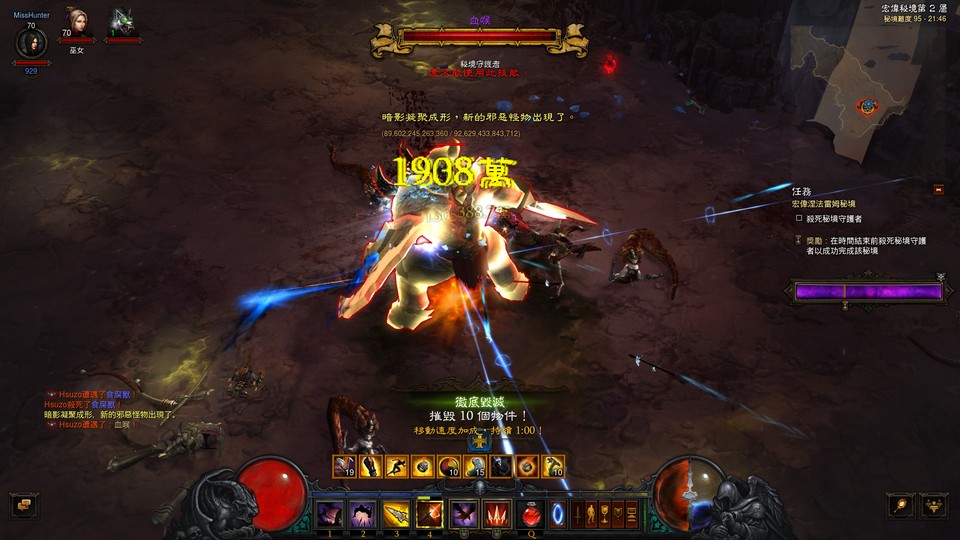 MissHunter
70
70
巫女
929
血喉
秘境守護者
宏偉秘境第 2 層
秘境難度 95 - 21:46
暗影凝聚成形，新的邪惡怪物出現了。
(89,602,245,263,360 / 92,629,433,843,712)
1908萬
任務
宏偉涅法雷姆秘境
殺死秘境守護者
獎勵：在時間結束前殺死秘境守護
者以成功完成該秘境
Hsuzo遭遇了食腐獸！
Hsuzo殺死了食腐獸！
暗影凝聚成形，新的邪惡怪物出現了。
Hsuzo遭遇了：血喉！
徹底毀滅
摧毀 10 個物件！
移動速度加成，持續 1:00！
19
10
15
10
1
2
3
4
Q